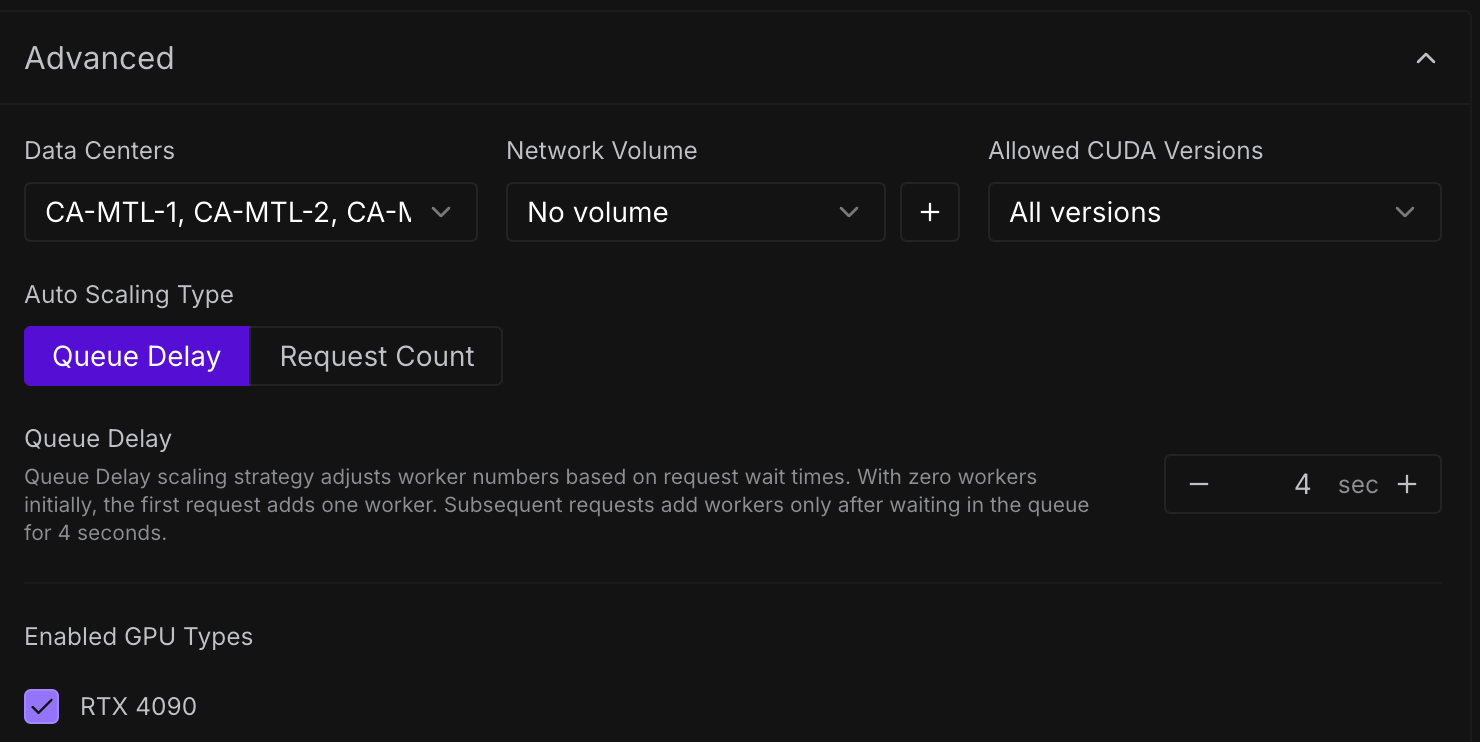 Advanced
Data Centers
Network Volume
Allowed CUDA Versions
CA-MTL-1, CA-MTL-2, CA-M
No volume
+
All versions
Auto Scaling Type
Queue Delay
Request Count
Queue Delay
Queue Delay scaling strategy adjusts worker numbers based on request wait times. With zero workers
initially, the first request adds one worker. Subsequent requests add workers only after waiting in the queue
for 4 seconds.
− 4 sec +
Enabled GPU Types
RTX 4090